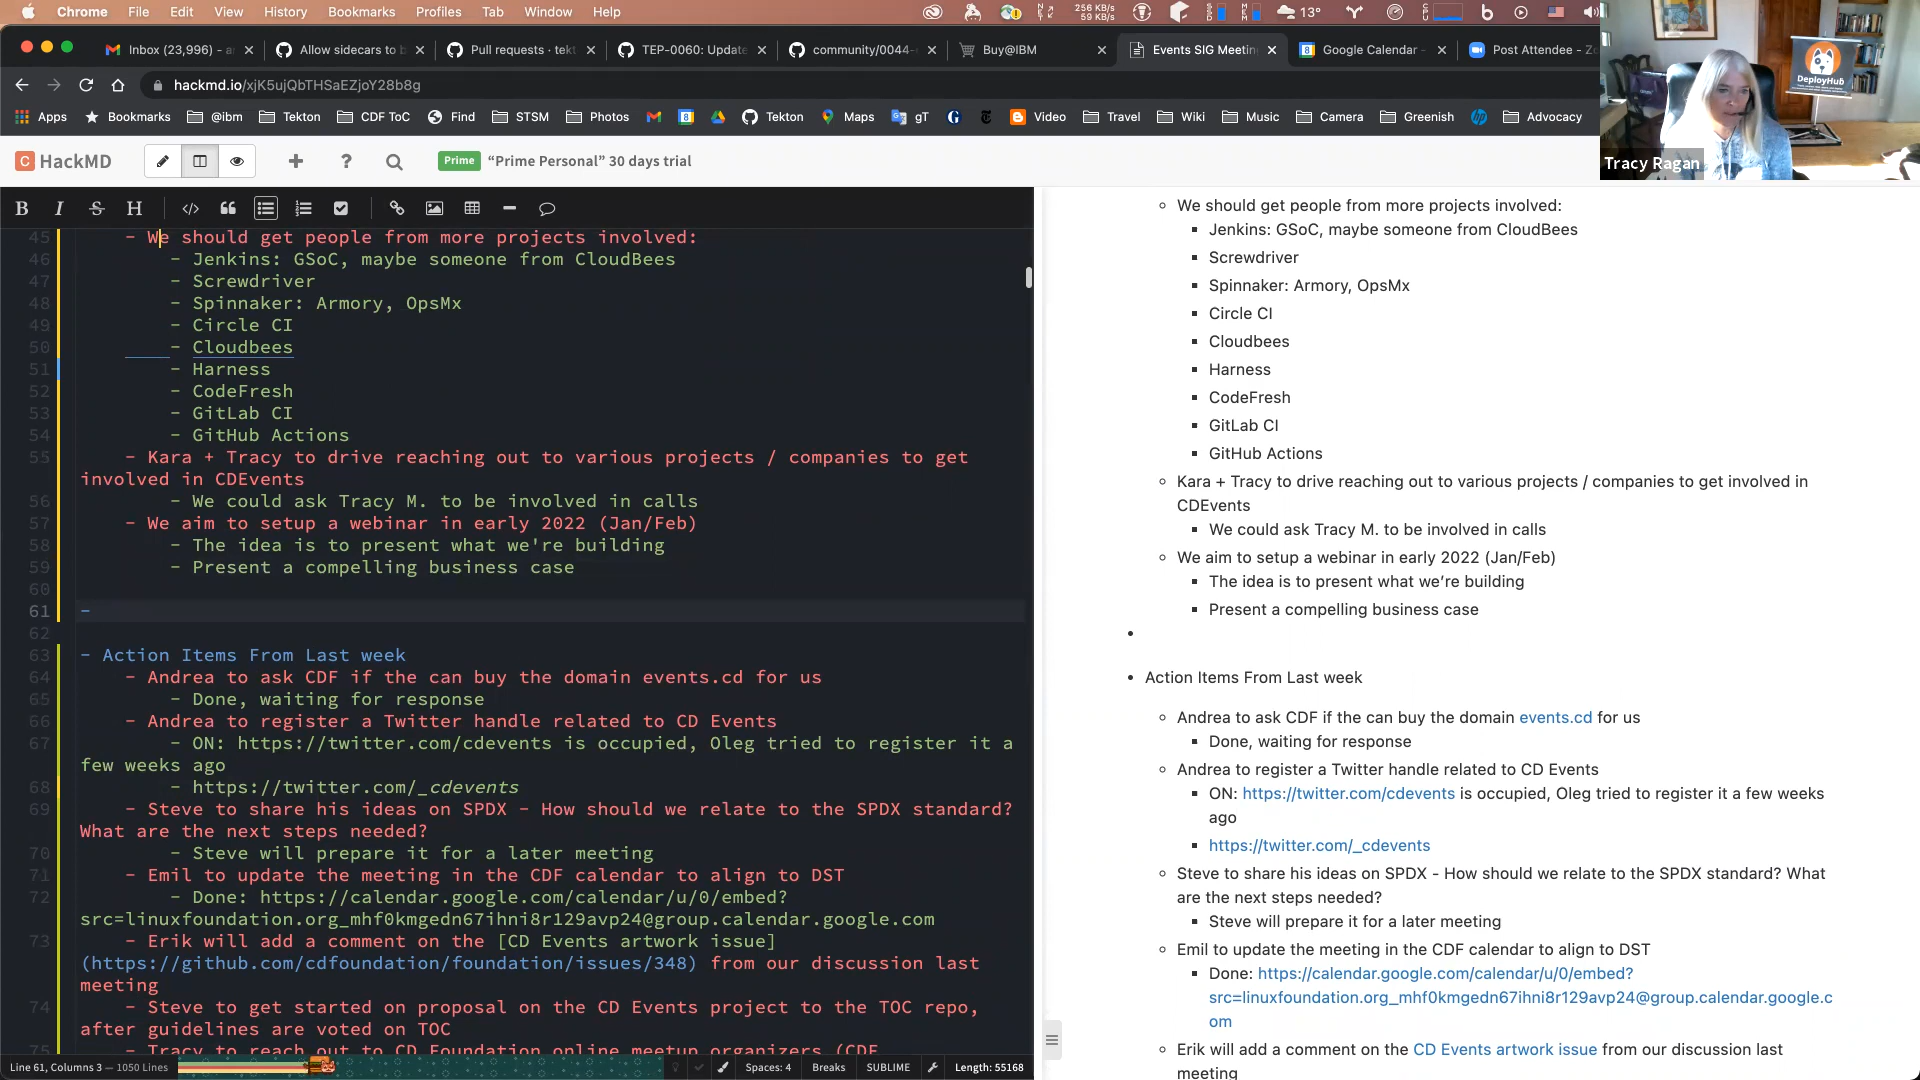 Chrome File Edit View History Bookmarks Profiles Tab Window Help
256 KB/s
59 KB/s
13°
Inbox (23,996) - a
Allow sidecars to b
Pull requests · tekt
TEP-0060: Update
community/0044-
Buy@IBM
Events SIG Meetin
Google Calendar -
Post Attendee - Zo
hackmd.io/xjK5ujQbTHSaEZjoY28b8g
Apps Bookmarks @ibm Tekton CDF ToC Find STSM Photos Tekton Maps gT Video Travel Wiki Music Camera Greenish Advocacy
DeployHub
Tracy Ragan
HackMD
Prime "Prime Personal" 30 days trial
B I S H
45 - We should get people from more projects involved:
46 - Jenkins: GSoC, maybe someone from CloudBees
47 - Screwdriver
48 - Spinnaker: Armory, OpsMx
49 - Circle CI
50 - Cloudbees
51 - Harness
52 - CodeFresh
53 - GitLab CI
54 - GitHub Actions
55 - Kara + Tracy to drive reaching out to various projects / companies to get
involved in CDEvents
56 - We could ask Tracy M. to be involved in calls
57 - We aim to setup a webinar in early 2022 (Jan/Feb)
58 - The idea is to present what we're building
59 - Present a compelling business case
60
61 -
62
63 - Action Items From Last week
64 - Andrea to ask CDF if the can buy the domain events.cd for us
65 - Done, waiting for response
66 - Andrea to register a Twitter handle related to CD Events
67 - ON: https://twitter.com/cdevents is occupied, Oleg tried to register it a
few weeks ago
68 - https://twitter.com/_cdevents
69 - Steve to share his ideas on SPDX - How should we relate to the SPDX standard?
What are the next steps needed?
70 - Steve will prepare it for a later meeting
71 - Emil to update the meeting in the CDF calendar to align to DST
72 - Done: https://calendar.google.com/calendar/u/0/embed?
src=linuxfoundation.org_mhf0kmgedn67ihni8r129avp24@group.calendar.google.com
73 - Erik will add a comment on the [CD Events artwork issue]
(https://github.com/cdfoundation/foundation/issues/348) from our discussion last
meeting
74 - Steve to get started on proposal on the CD Events project to the TOC repo,
after guidelines are voted on TOC
75 - Tracy to reach out to CD Foundation online meetup organizers (CDF
Line 61, Columns 3 — 1050 Lines
Spaces: 4 Breaks SUBLIME Length: 55168
We should get people from more projects involved:
Jenkins: GSoC, maybe someone from CloudBees
Screwdriver
Spinnaker: Armory, OpsMx
Circle CI
Cloudbees
Harness
CodeFresh
GitLab CI
GitHub Actions
Kara + Tracy to drive reaching out to various projects / companies to get involved in
CDEvents
We could ask Tracy M. to be involved in calls
We aim to setup a webinar in early 2022 (Jan/Feb)
The idea is to present what we're building
Present a compelling business case
Action Items From Last week
Andrea to ask CDF if the can buy the domain events.cd for us
Done, waiting for response
Andrea to register a Twitter handle related to CD Events
ON: https://twitter.com/cdevents is occupied, Oleg tried to register it a few weeks
ago
https://twitter.com/_cdevents
Steve to share his ideas on SPDX - How should we relate to the SPDX standard? What
are the next steps needed?
Steve will prepare it for a later meeting
Emil to update the meeting in the CDF calendar to align to DST
Done: https://calendar.google.com/calendar/u/0/embed?
src=linuxfoundation.org_mhf0kmgedn67ihni8r129avp24@group.calendar.google.c
om
Erik will add a comment on the CD Events artwork issue from our discussion last
meeting